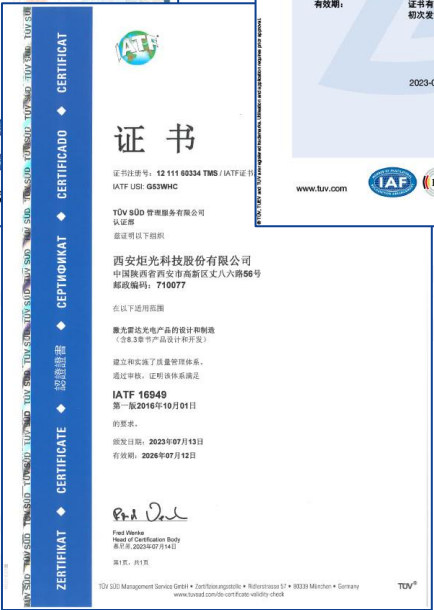 有效期：
证书有
初次发
2023-0
www.tuv.com
IAF
IATF
证 书
证书注册号：12 111 60334 TMS / IATF证书
IATF USI: G53WHC
TÜV SÜD 管理服务有限公司
认证部
兹证明以下组织
西安炬光科技股份有限公司
中国陕西省西安市高新区丈八六路56号
邮政编码：710077
在以下适用范围
激光雷达光电产品的设计和制造
（含8.3章节产品设计和开发）
建立和实施了质量管理体系。
通过审核，证明该体系满足
IATF 16949
第一版2016年10月01日
的要求。
颁发日期：2023年07月13日
有效期：2026年07月12日
Fred Wenke
Head of Certification Body
慕尼黑, 2023年07月14日
第1页，共1页
TÜV SÜD Management Service GmbH • Zertifizierungsstelle • Ridlerstrasse 57 • 80339 München • Germany
www.tuvsud.com/de-certificate-validity-check
TÜV®
ZERTIFIKAT ◆ CERTIFICATE ◆ 認證證書 ◆ СЕРТИФИКАТ ◆ CERTIFICADO ◆ CERTIFICAT